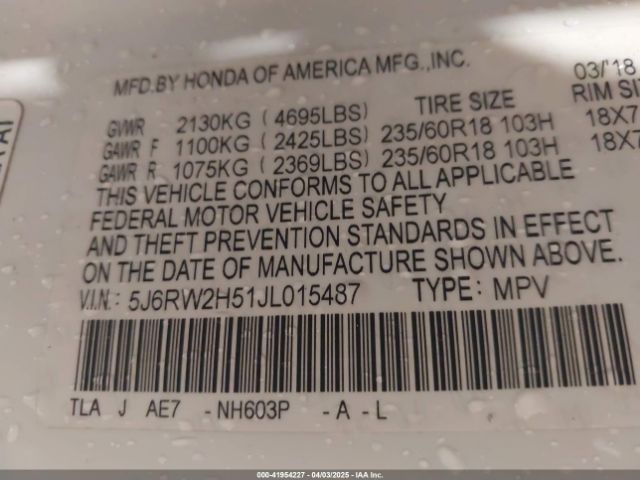 MFD.BY HONDA OF AMERICA MFG.,INC. 03/'18
TIRE SIZE RIM SI
GVWR 2130KG (4695LBS)
GAWR F 1100KG (2425LBS) 235/60R18 103H 18X7
GAWR R 1075KG (2369LBS) 235/60R18 103H 18X7
THIS VEHICLE CONFORMS TO ALL APPLICABLE
FEDERAL MOTOR VEHICLE SAFETY
AND THEFT PREVENTION STANDARDS IN EFFECT
ON THE DATE OF MANUFACTURE SHOWN ABOVE.
V.I.N.: 5J6RW2H51JL015487 TYPE: MPV
TLA J AE7 -NH603P -A-L
000-41954227 - 04/03/2025 - IAA Inc.